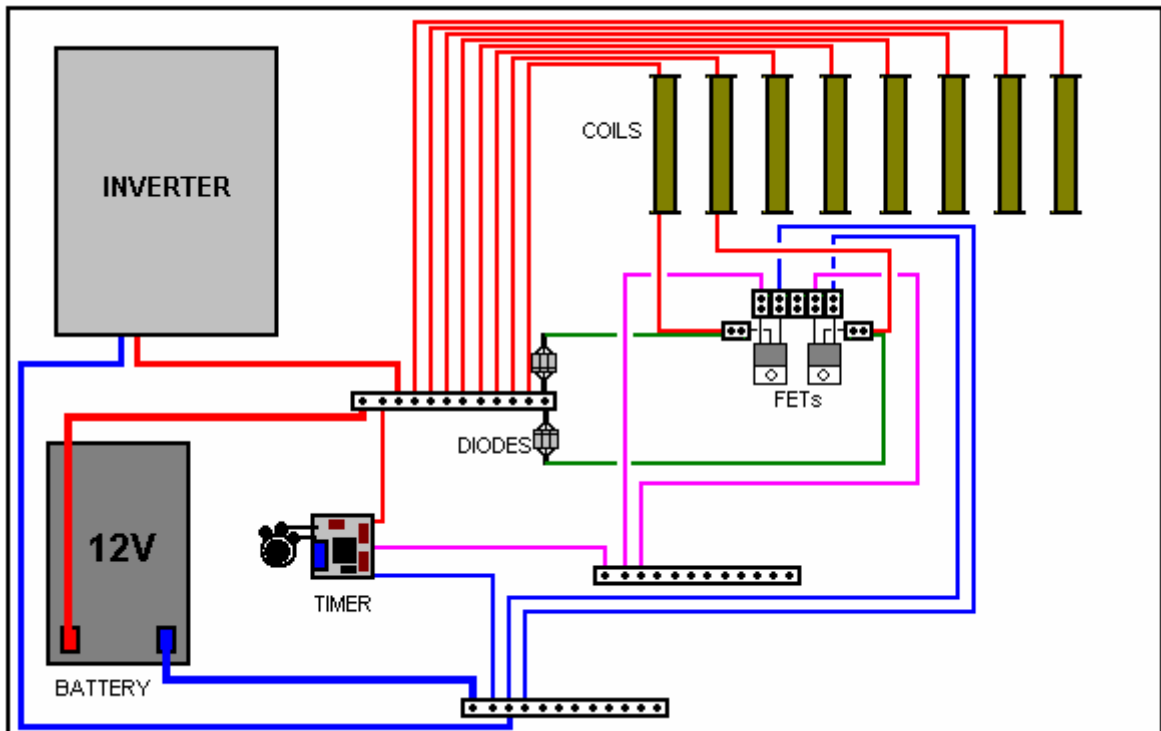 COILS
INVERTER
FETs
DIODES
12V
TIMER
BATTERY